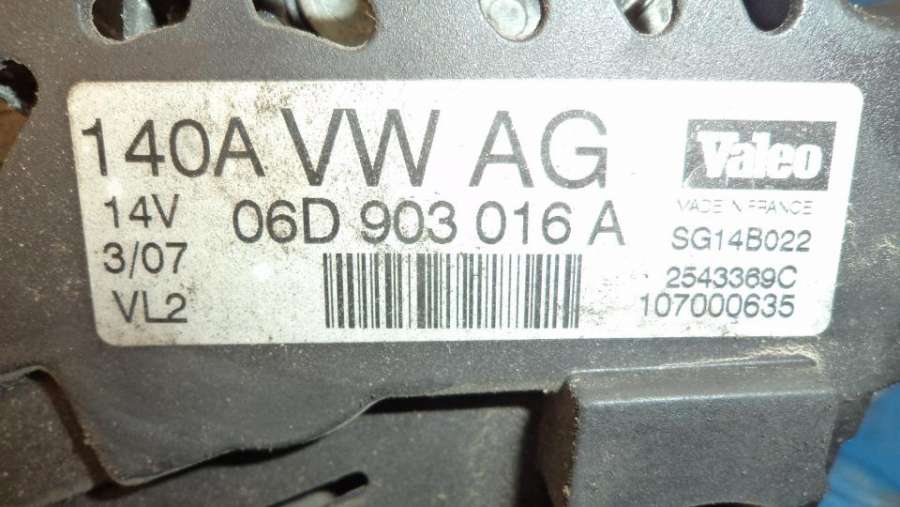 140A VW AG
Valeo
14V
06D 903 016 A
MADE IN FRANCE
3/07
SG14B022
VL2
2543369C
107000635